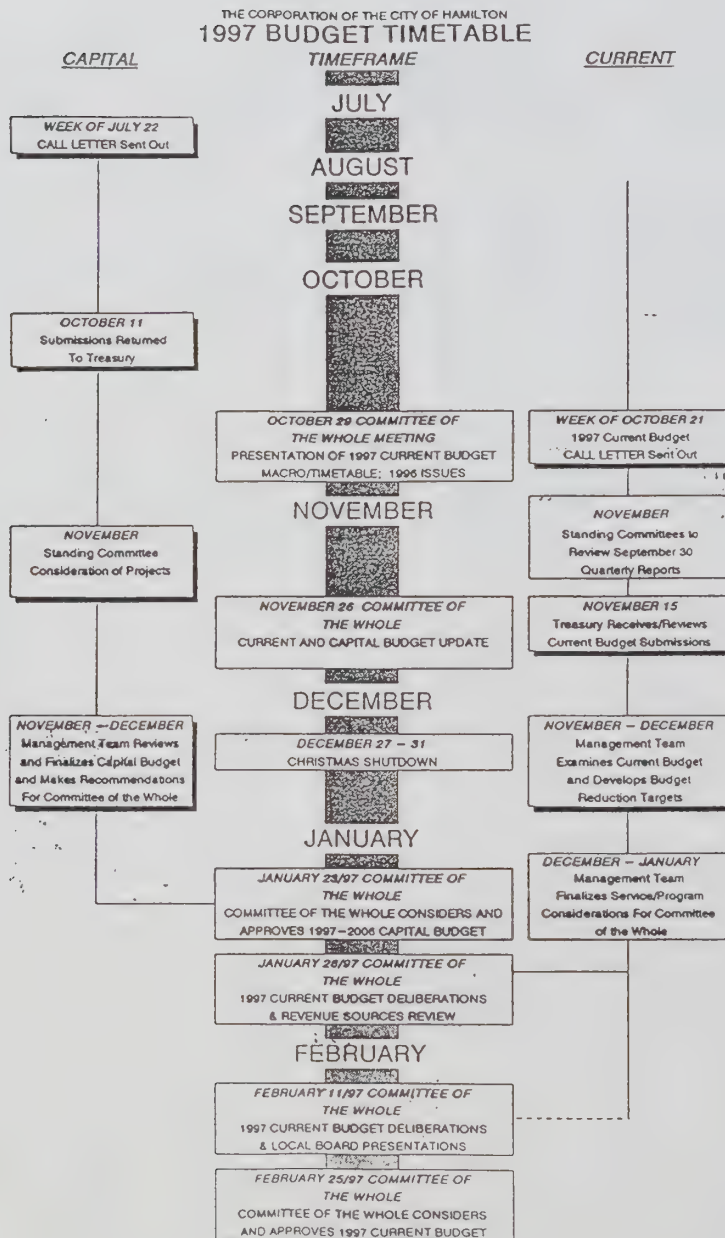 THE CORPORATION OF THE CITY OF HAMILTON
1997 BUDGET TIMETABLE
CAPITAL
TIMEFRAME
CURRENT
JULY
WEEK OF JULY 22
CALL LETTER Sent Out
AUGUST
SEPTEMBER
OCTOBER
OCTOBER 11
Submissions Returned
To Treasury
OCTOBER 29 COMMITTEE OF
THE WHOLE MEETING
PRESENTATION OF 1997 CURRENT BUDGET
MACRO/TIMETABLE; 1996 ISSUES
WEEK OF OCTOBER 21
1997 Current Budget
CALL LETTER Sent Out
NOVEMBER
NOVEMBER
Standing Committee
Consideration of Projects
NOVEMBER
Standing Committees to
Review September 30
Quarterly Reports
NOVEMBER 26 COMMITTEE OF
THE WHOLE
CURRENT AND CAPITAL BUDGET UPDATE
NOVEMBER 15
Treasury Receives/Reviews
Current Budget Submissions
DECEMBER
NOVEMBER – DECEMBER
Management Team Reviews
and Finalizes Capital Budget
and Makes Recommendations
For Committee of the Whole
DECEMBER 27 – 31
CHRISTMAS SHUTDOWN
NOVEMBER – DECEMBER
Management Team
Examines Current Budget
and Develops Budget
Reduction Targets
JANUARY
JANUARY 23/97 COMMITTEE OF
THE WHOLE
COMMITTEE OF THE WHOLE CONSIDERS AND
APPROVES 1997–2006 CAPITAL BUDGET
DECEMBER – JANUARY
Management Team
Finalizes Service/Program
Considerations For Committee
of the Whole
JANUARY 28/97 COMMITTEE OF
THE WHOLE
1997 CURRENT BUDGET DELIBERATIONS
& REVENUE SOURCES REVIEW
FEBRUARY
FEBRUARY 11/97 COMMITTEE OF
THE WHOLE
1997 CURRENT BUDGET DELIBERATIONS
& LOCAL BOARD PRESENTATIONS
FEBRUARY 25/97 COMMITTEE OF
THE WHOLE
COMMITTEE OF THE WHOLE CONSIDERS
AND APPROVES 1997 CURRENT BUDGET